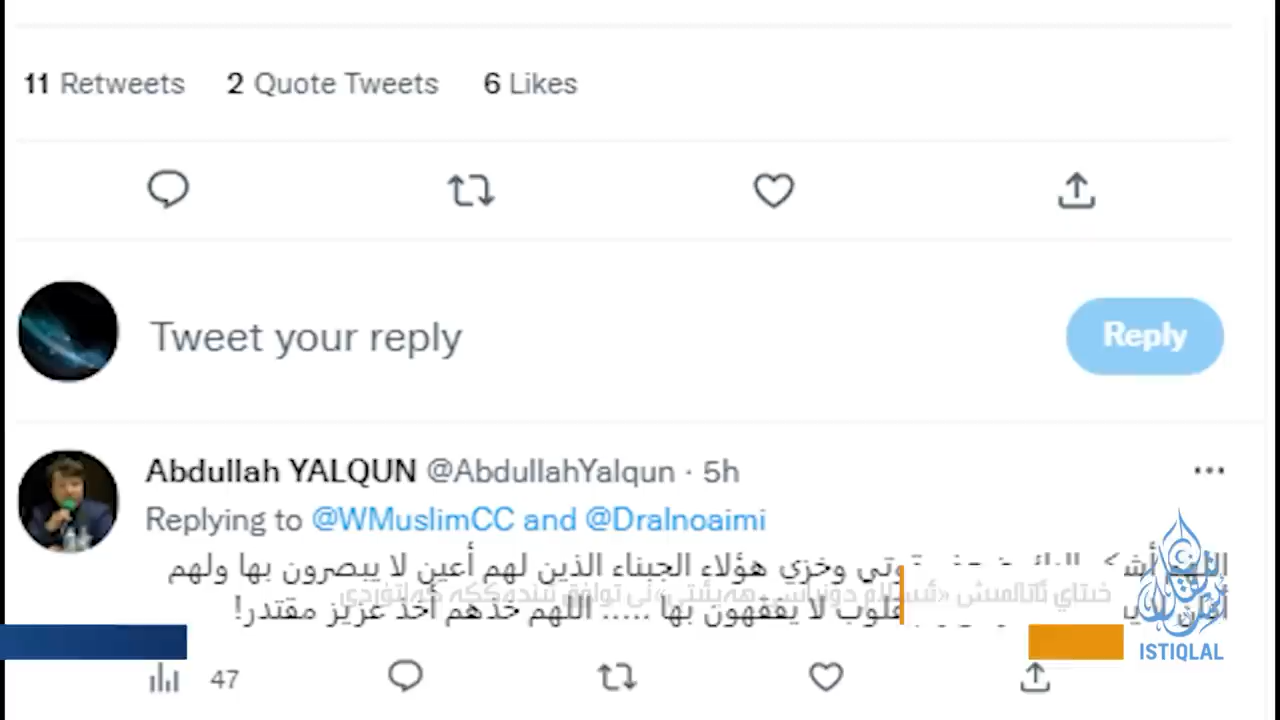 11 Retweets 2 Quote Tweets 6 Likes
Tweet your reply
Reply
Abdullah YALQUN @AbdullahYalqun · 5h
Replying to @WMuslimCC and @Dralnoaimi
وخزي هؤلاء الجبناء الذين لهم أعين لا يبصرون بها ولهم
لا يفقهون بها ..... اللهم خذهم أخذ عزيز مقتدر!
47
ISTIQLAL